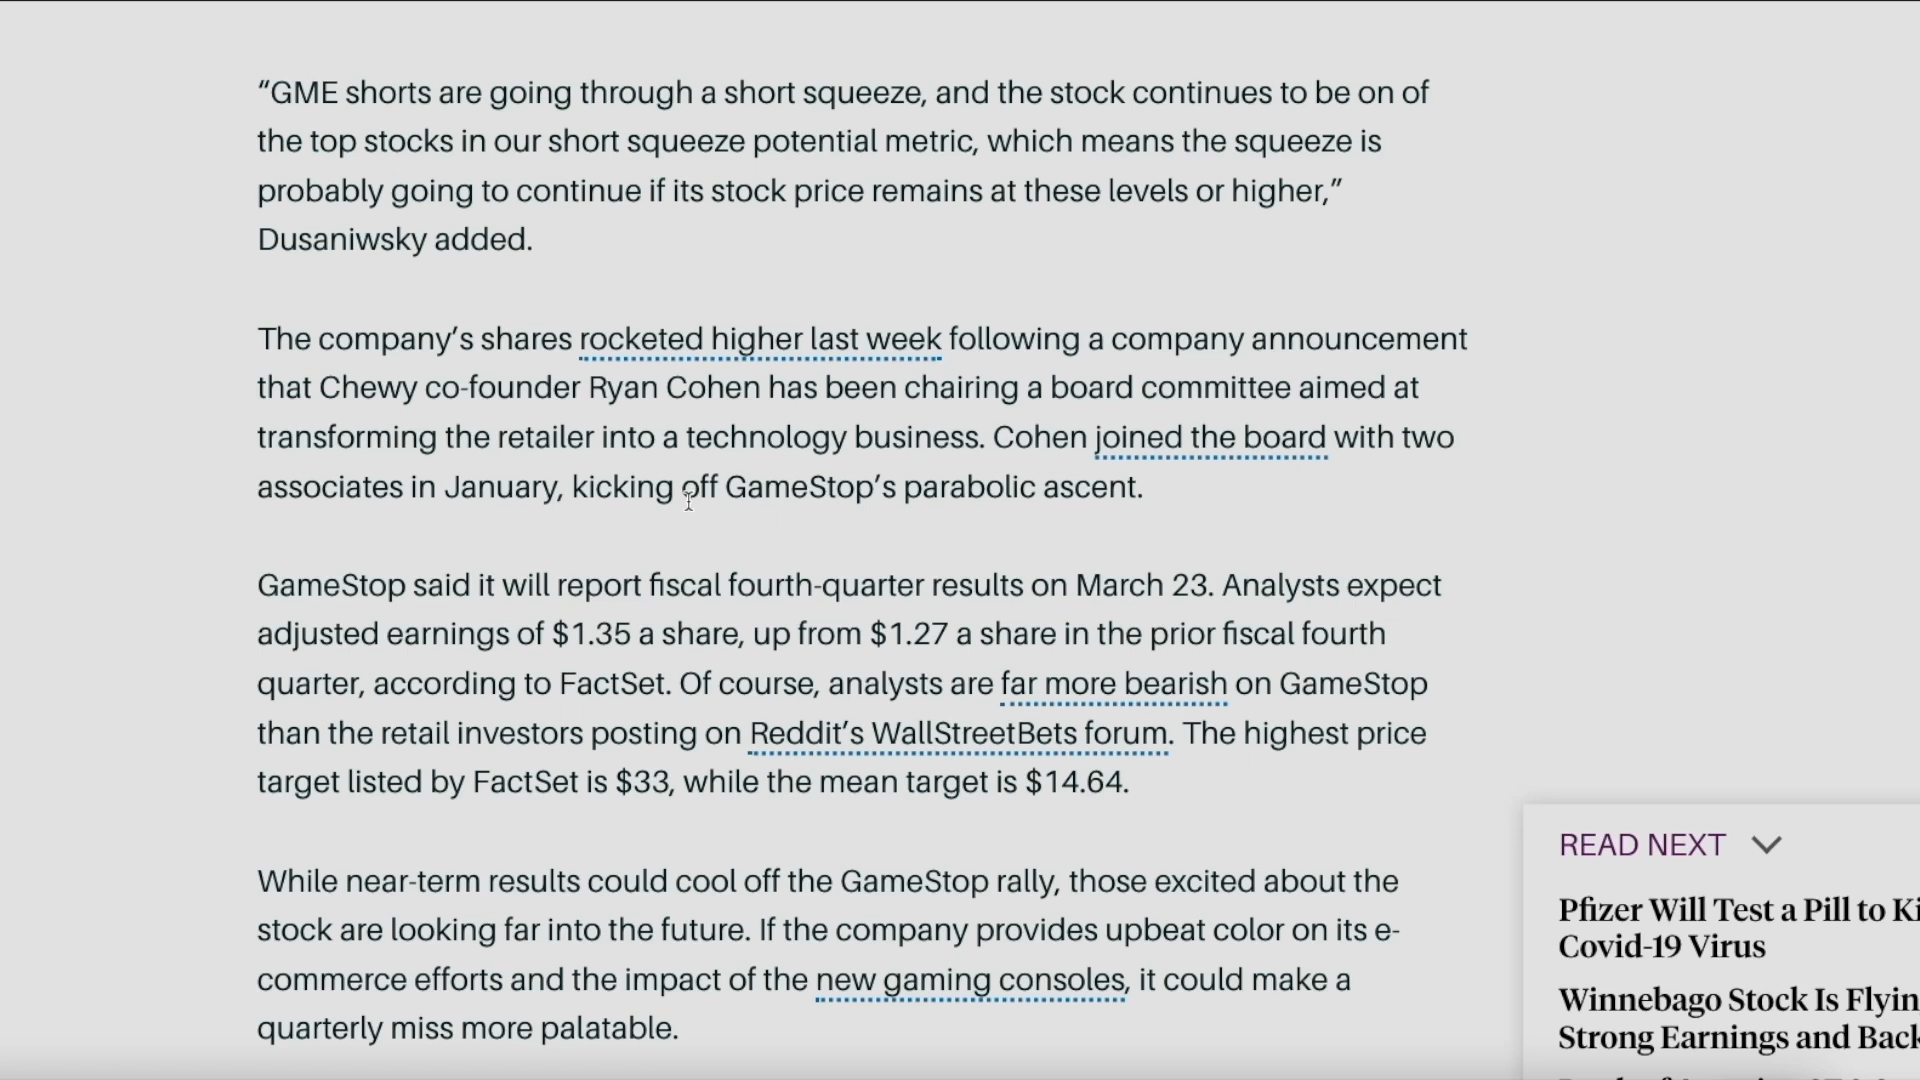 “GME shorts are going through a short squeeze, and the stock continues to be on of
the top stocks in our short squeeze potential metric, which means the squeeze is
probably going to continue if its stock price remains at these levels or higher,”
Dusaniwsky added.
The company’s shares rocketed higher last week following a company announcement
that Chewy co-founder Ryan Cohen has been chairing a board committee aimed at
transforming the retailer into a technology business. Cohen joined the board with two
associates in January, kicking off GameStop’s parabolic ascent.
GameStop said it will report fiscal fourth-quarter results on March 23. Analysts expect
adjusted earnings of $1.35 a share, up from $1.27 a share in the prior fiscal fourth
quarter, according to FactSet. Of course, analysts are far more bearish on GameStop
than the retail investors posting on Reddit’s WallStreetBets forum. The highest price
target listed by FactSet is $33, while the mean target is $14.64.
While near-term results could cool off the GameStop rally, those excited about the
stock are looking far into the future. If the company provides upbeat color on its e-
commerce efforts and the impact of the new gaming consoles, it could make a
quarterly miss more palatable.
READ NEXT
Pfizer Will Test a Pill to Ki
Covid-19 Virus
Winnebago Stock Is Flyin
Strong Earnings and Back